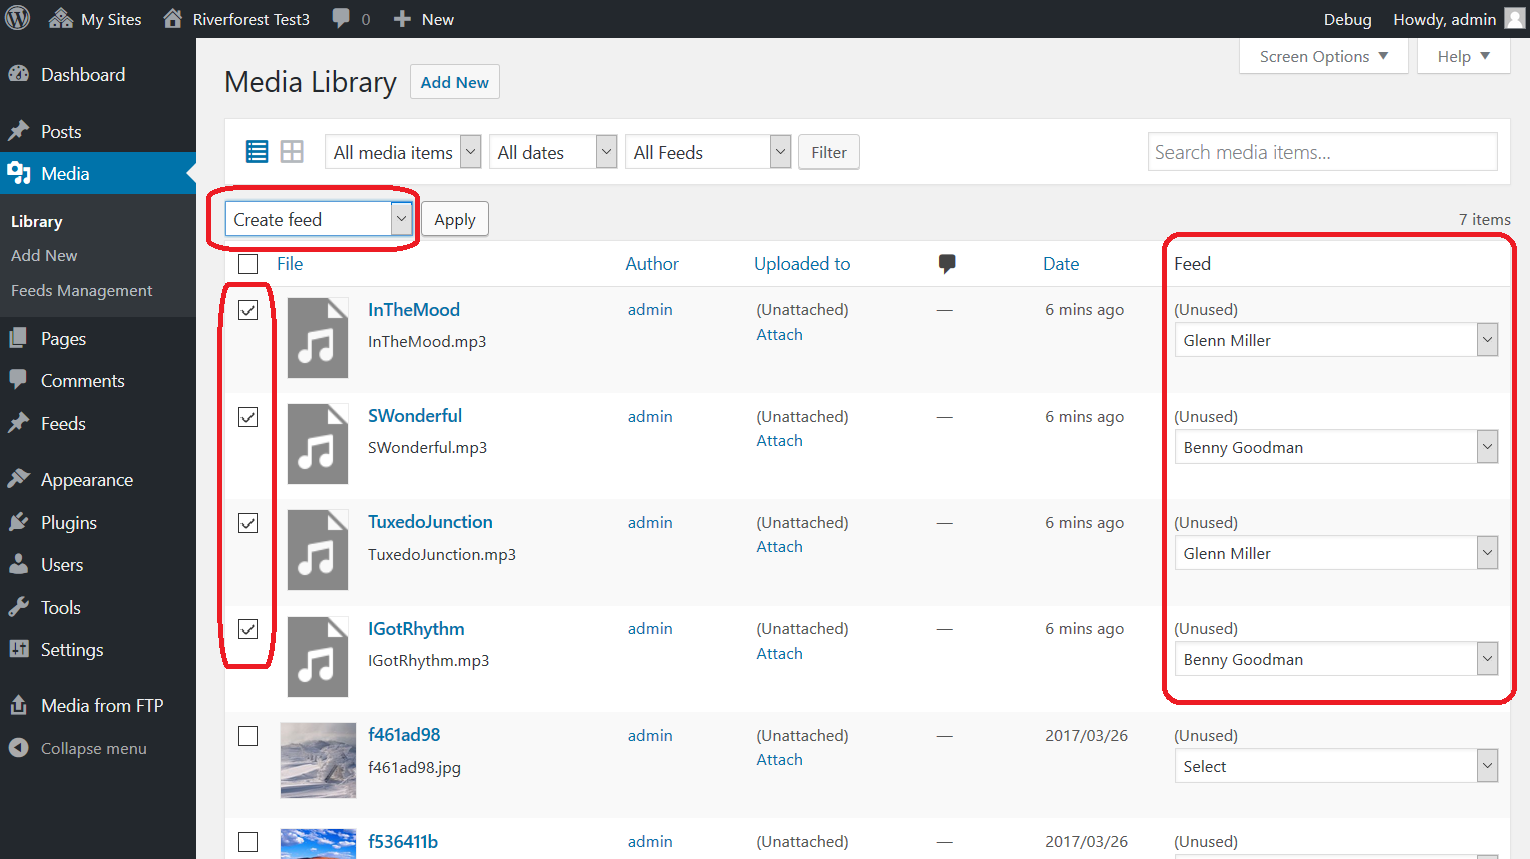 My Sites Riverforest Test3 0 New Debug Howdy, admin
Dashboard
Posts
Media
Library
Add New
Feeds Management
Pages
Comments
Feeds
Appearance
Plugins
Users
Tools
Settings
Media from FTP
Collapse menu
Screen Options Help
Media Library Add New
All media items All dates All Feeds Filter Search media items...
Create feed Apply 7 items
File Author Uploaded to Date Feed
InTheMood admin (Unattached) — 6 mins ago (Unused)
InTheMood.mp3 Attach Glenn Miller
SWonderful admin (Unattached) — 6 mins ago (Unused)
SWonderful.mp3 Attach Benny Goodman
TuxedoJunction admin (Unattached) — 6 mins ago (Unused)
TuxedoJunction.mp3 Attach Glenn Miller
IGotRhythm admin (Unattached) — 6 mins ago (Unused)
IGotRhythm.mp3 Attach Benny Goodman
f461ad98 admin (Unattached) — 2017/03/26 (Unused)
f461ad98.jpg Attach Select
f536411b admin (Unattached) — 2017/03/26 (Unused)